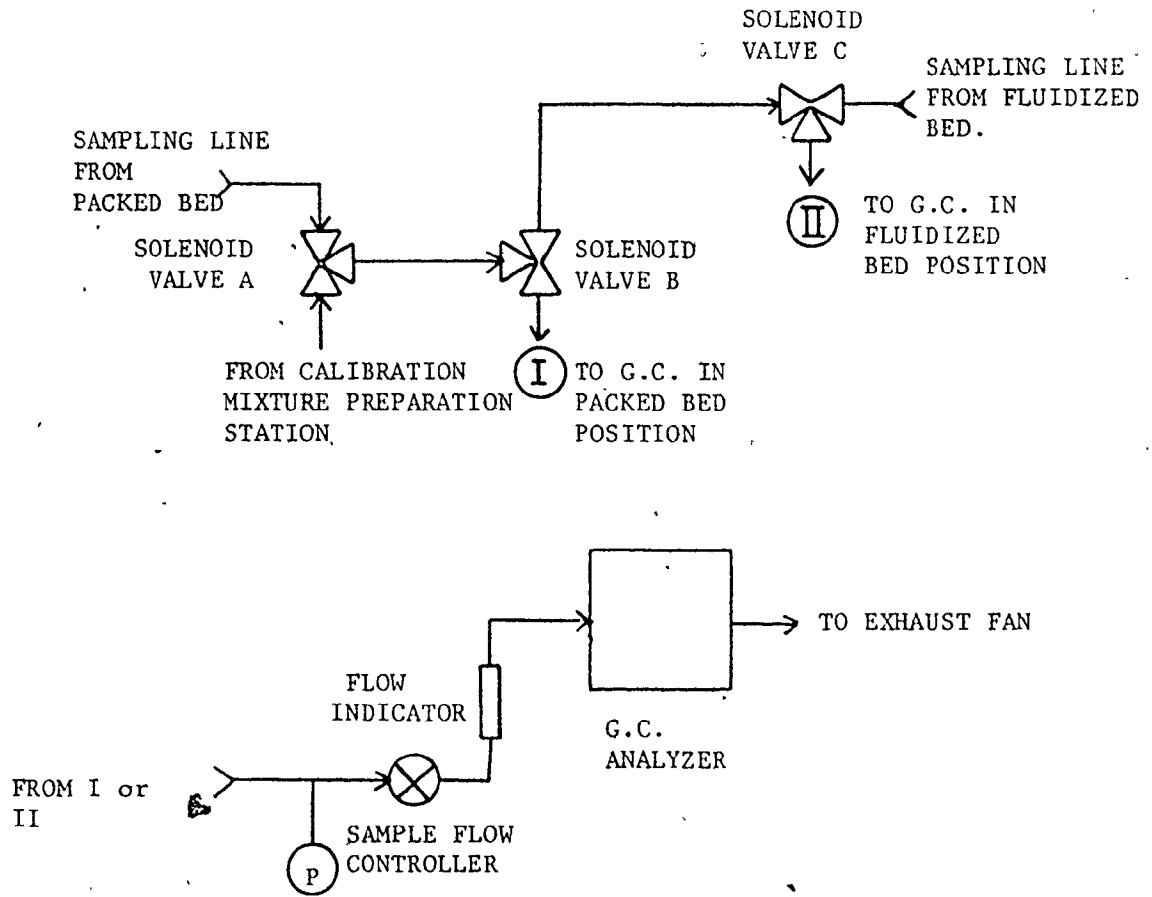 SOLENOID
VALVE C
SAMPLING LINE
FROM FLUIDIZED
BED.
SAMPLING LINE
FROM
PACKED BED
SOLENOID
VALVE A
SOLENOID
VALVE B
II
TO G.C. IN
FLUIDIZED
BED POSITION
FROM CALIBRATION
MIXTURE PREPARATION
STATION
I
TO G.C. IN
PACKED BED
POSITION
TO EXHAUST FAN
FLOW
INDICATOR
G.C.
ANALYZER
FROM I or
II
SAMPLE FLOW
CONTROLLER
P